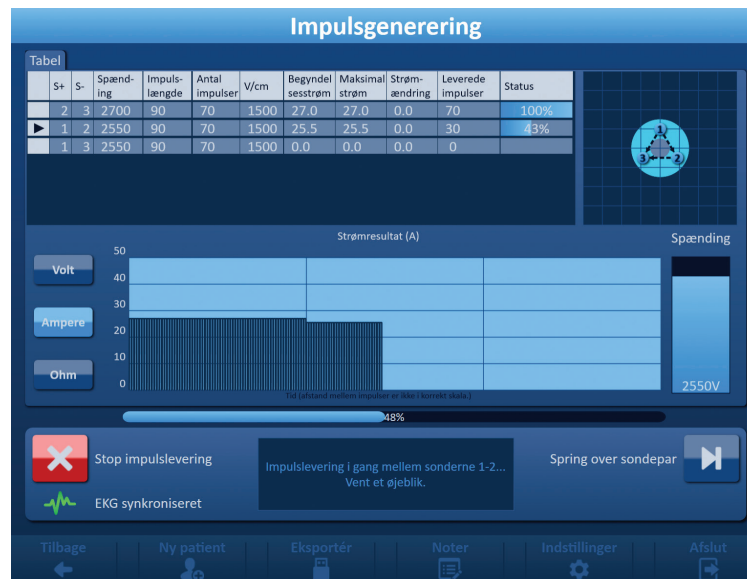 Impulsgenerering
Tabel
S+ S- Spænd-ing Impuls-længde Antal impulser V/cm Begyndel sesstrøm Maksimal strøm Strøm-ændring Leverede impulser Status
2 3 2700 90 70 1500 27.0 27.0 0.0 70 100%
1 2 2550 90 70 1500 25.5 25.5 0.0 30 43%
1 3 2550 90 70 1500 0.0 0.0 0.0 0
1
3 2
Strømresultat (A)
Spænding
Volt
Ampere
Ohm
50
40
30
20
10
0
2550V
Tid (afstand mellem impulser er ikke i korrekt skala.)
48%
Stop impulslevering
Impulslevering i gang mellem sonderne 1-2...
Vent et øjeblik.
Spring over sondepar
EKG synkroniseret
Tilbage Ny patient Eksportér Noter Indstillinger Afslut